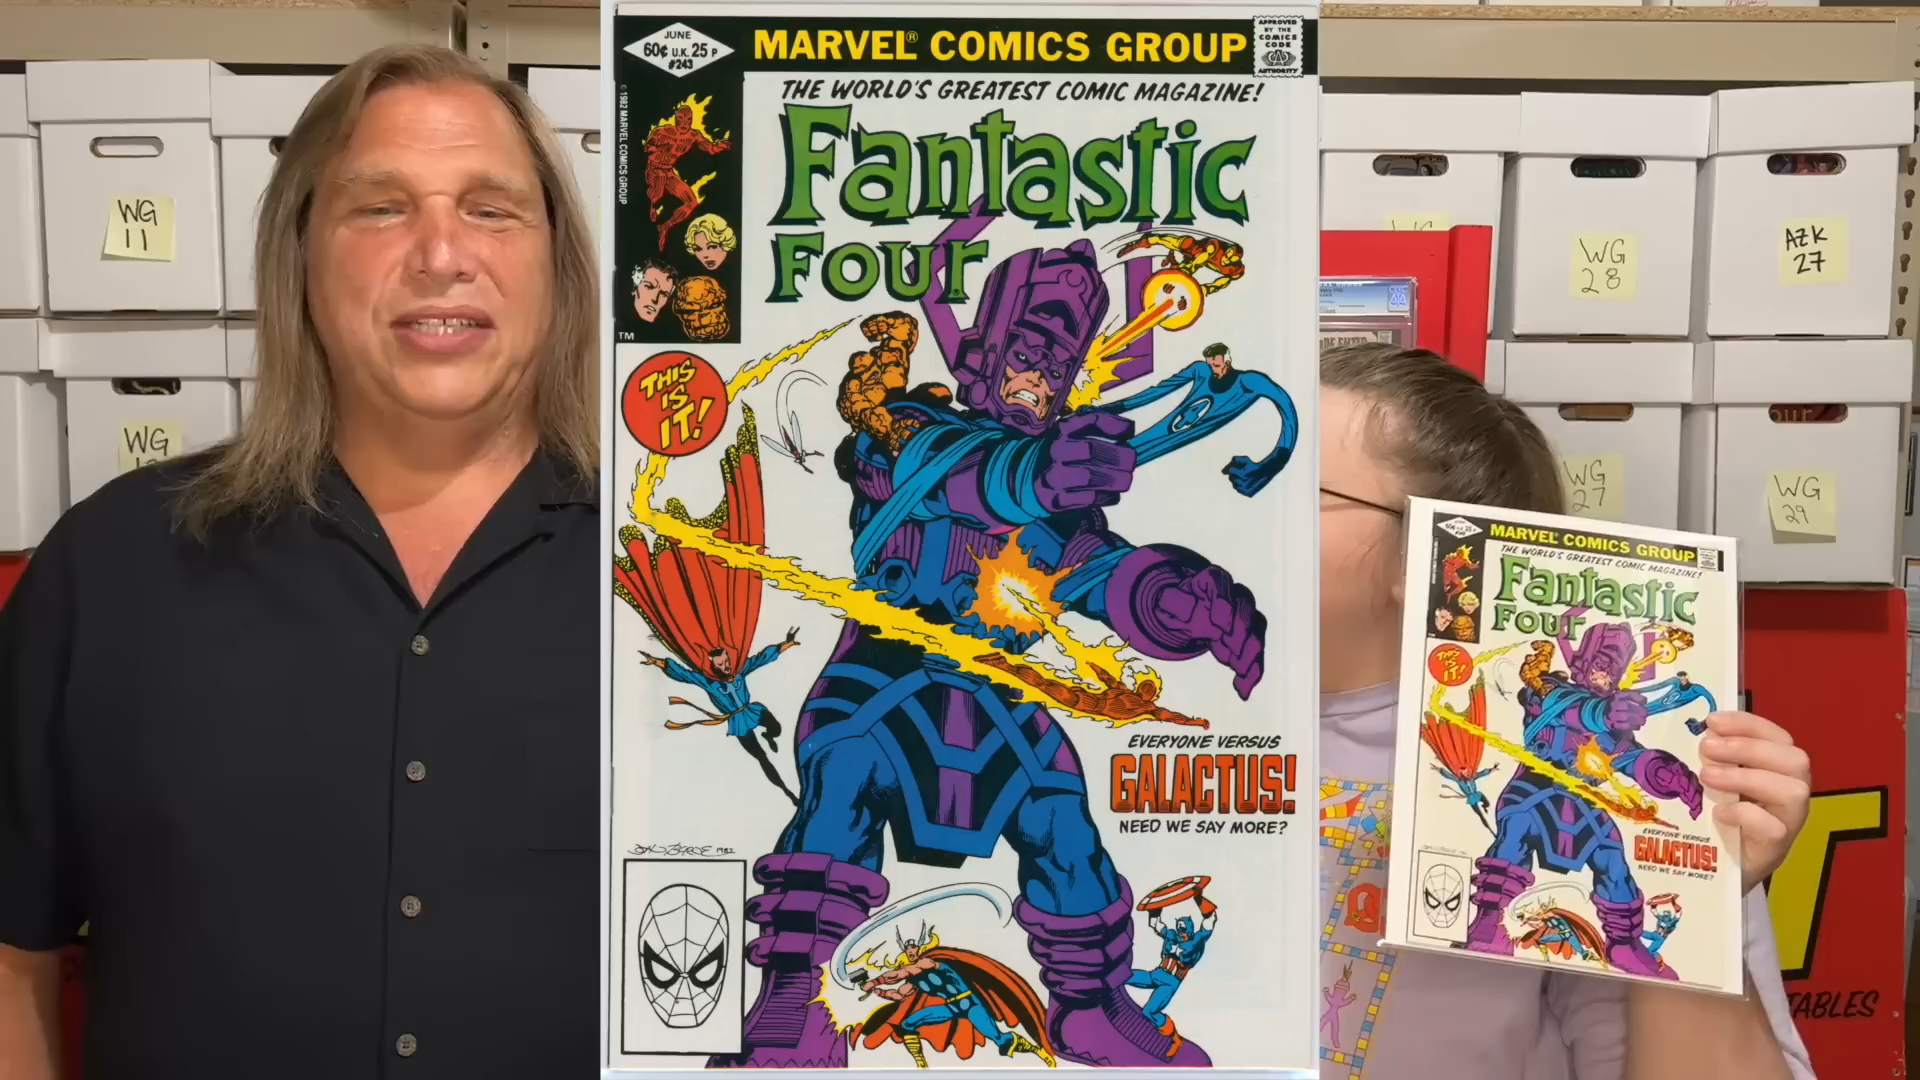 WG
11
WG
JUNE
60¢ U.K. 25 P
#243
MARVEL® COMICS GROUP
APPROVED
BY THE
COMICS
CODE
AUTHORITY
© 1982 MARVEL COMICS GROUP
THE WORLD'S GREATEST COMIC MAGAZINE!
Fantastic
Four
TM
THIS
IS
IT!
EVERYONE VERSUS
GALACTUS!
NEED WE SAY MORE?
1982
WG
28
AZK
27
WG
27
WG
29
MARVEL COMICS GROUP
THE WORLD'S GREATEST COMIC MAGAZINE!
Fantastic
Four
THIS
IS
IT!
EVERYONE VERSUS
GALACTUS!
NEED WE SAY MORE?
T
TABLES